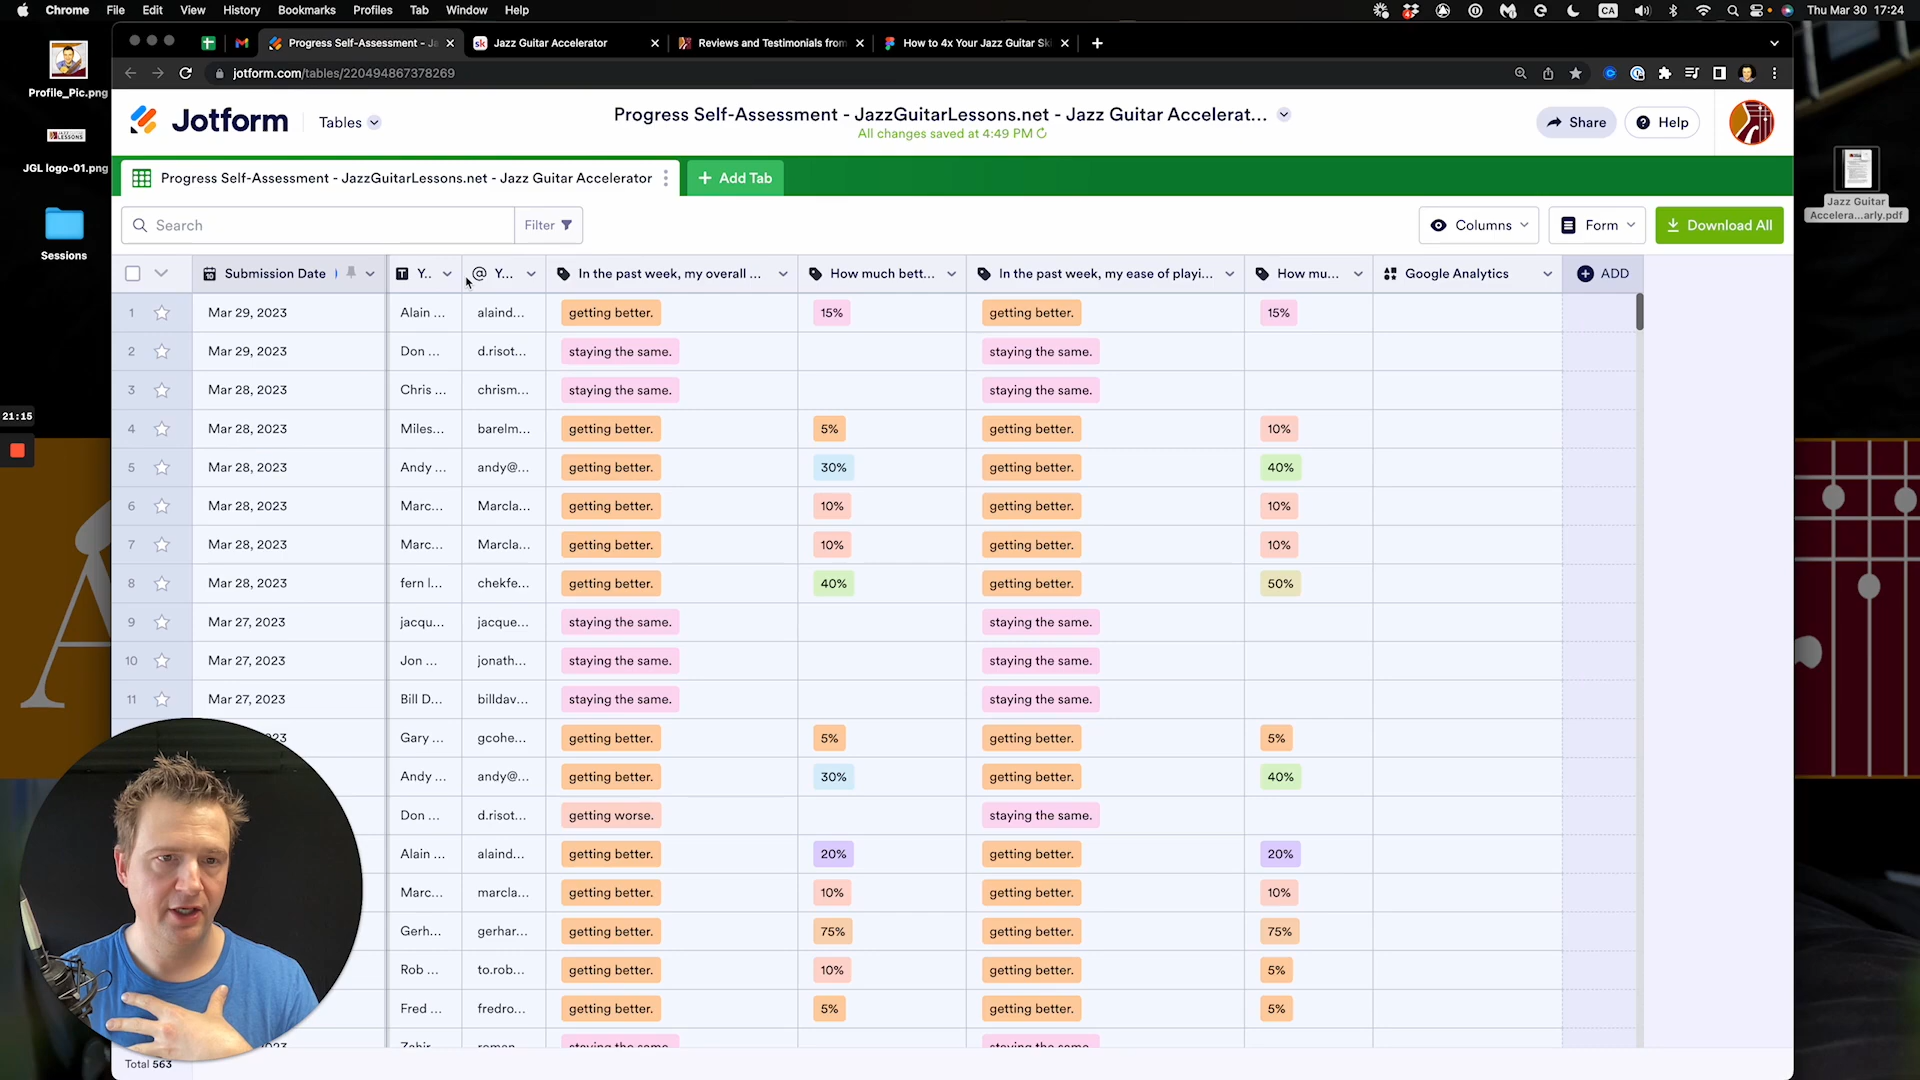 Chrome File Edit View History Bookmarks Profiles Tab Window Help CA Thu Mar 30 17:24
Progress Self-Assessment - Ja Jazz Guitar Accelerator Reviews and Testimonials from How to 4x Your Jazz Guitar Ski
jotform.com/tables/220494867378269
Profile_Pic.png
JGL logo-01.png
Sessions
21:15
Jazz Guitar
Accelera...arly.pdf
Jotform Tables
Progress Self-Assessment - JazzGuitarLessons.net - Jazz Guitar Accelerat...
All changes saved at 4:49 PM
Share Help
Progress Self-Assessment - JazzGuitarLessons.net - Jazz Guitar Accelerator Add Tab
Search Filter Columns Form Download All
Submission Date Y.. Y... In the past week, my overall ... How much bett... In the past week, my ease of playi... How mu... Google Analytics ADD
1 Mar 29, 2023 Alain ... alaind... getting better. 15% getting better. 15%
2 Mar 29, 2023 Don ... d.risot... staying the same. staying the same.
3 Mar 28, 2023 Chris ... chrism... staying the same. staying the same.
4 Mar 28, 2023 Miles... barelm... getting better. 5% getting better. 10%
5 Mar 28, 2023 Andy ... andy@... getting better. 30% getting better. 40%
6 Mar 28, 2023 Marc... Marcla... getting better. 10% getting better. 10%
7 Mar 28, 2023 Marc... Marcla... getting better. 10% getting better. 10%
8 Mar 28, 2023 fern l... chekfe... getting better. 40% getting better. 50%
9 Mar 27, 2023 jacqu... jacque... staying the same. staying the same.
10 Mar 27, 2023 Jon ... jonath... staying the same. staying the same.
11 Mar 27, 2023 Bill D... billdav... staying the same. staying the same.
23 Gary ... gcohe... getting better. 5% getting better. 5%
Andy ... andy@... getting better. 30% getting better. 40%
Don ... d.risot... getting worse. staying the same.
Alain ... alaind... getting better. 20% getting better. 20%
Marc... marcla... getting better. 10% getting better. 10%
Gerh... gerhar... getting better. 75% getting better. 75%
Rob ... to.rob... getting better. 10% getting better. 5%
Fred ... fredro... getting better. 5% getting better. 5%
staying the same. staying the same.
Total 563